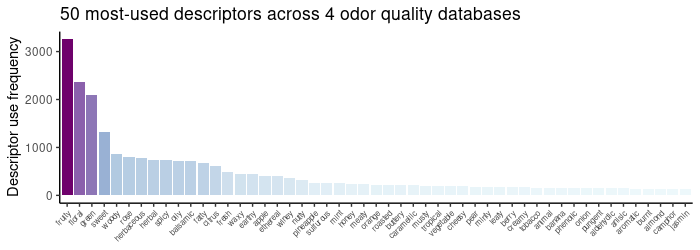 50 most-used descriptors across 4 odor quality databases
Descriptor use frequency
3000
2000
1000
0
fruity
floral
green
sweet
woody
rose
herbaceous
herbal
spicy
oily
balsamic
fatty
citrus
fresh
waxy
earthy
apple
ethereal
winey
nutty
pineapple
sulfurous
mint
honey
meaty
orange
roasted
buttery
caramellic
musty
tropical
vegetable
cheesy
pear
minty
leafy
berry
creamy
tobacco
animal
banana
phenolic
onion
pungent
aldehydic
alliaceous
aromatic
burnt
almond
camphor
jasmin